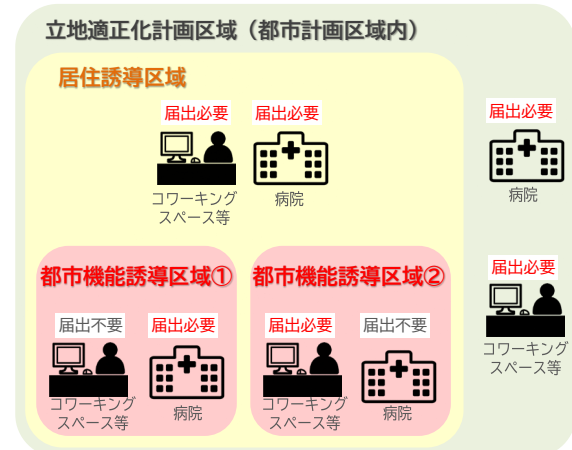 立地適正化計画区域（都市計画区域内）
居住誘導区域
届出必要
届出必要
コワーキング
スペース等
病院
届出必要
病院
都市機能誘導区域①
届出不要
届出必要
コワーキング
スペース等
病院
都市機能誘導区域②
届出必要
届出不要
コワーキング
スペース等
病院
届出必要
コワーキング
スペース等